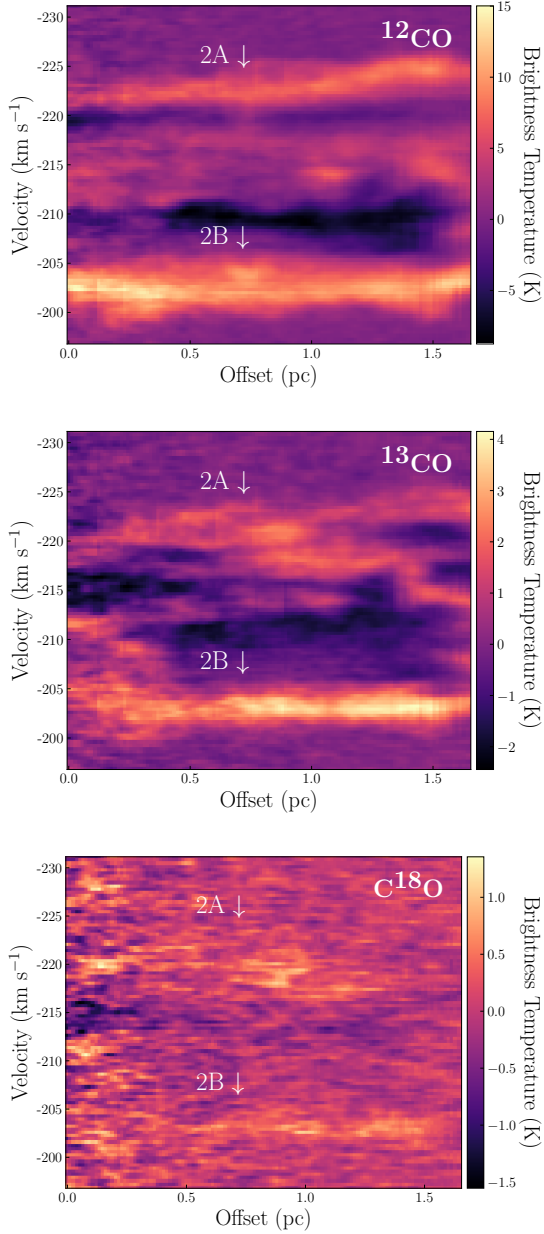 ¹²CO
2A ↓
2B ↓
-230
-225
-220
-215
-210
-205
-200
Velocity (km s⁻¹)
0.0 0.5 1.0 1.5
Offset (pc)
15
10
5
0
−5
Brightness Temperature (K)
¹³CO
2A ↓
2B ↓
-230
-225
-220
-215
-210
-205
-200
Velocity (km s⁻¹)
0.0 0.5 1.0 1.5
Offset (pc)
4
3
2
1
0
−1
−2
Brightness Temperature (K)
C¹⁸O
2A ↓
2B ↓
-230
-225
-220
-215
-210
-205
-200
Velocity (km s⁻¹)
0.0 0.5 1.0 1.5
Offset (pc)
1.0
0.5
0.0
−0.5
−1.0
−1.5
Brightness Temperature (K)